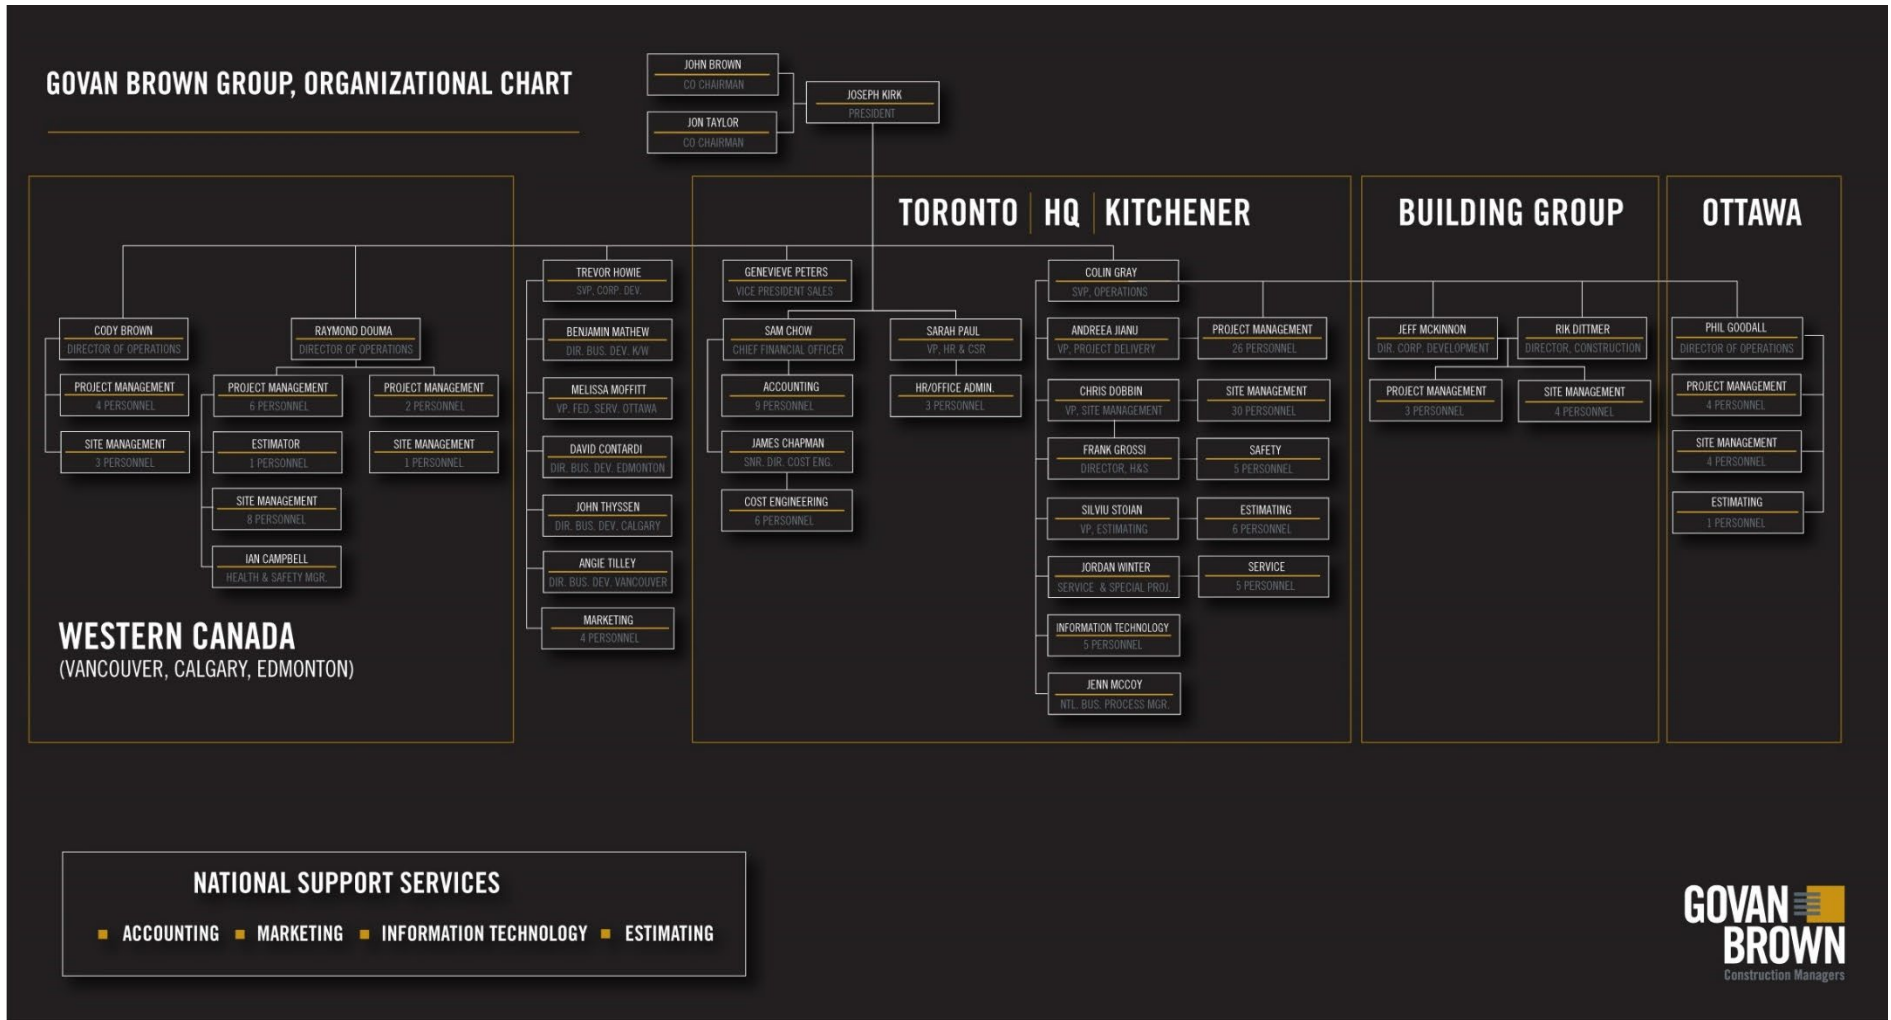 GOVAN BROWN GROUP, ORGANIZATIONAL CHART
JOHN BROWN
CO CHAIRMAN
JON TAYLOR
CO CHAIRMAN
JOSEPH KIRK
PRESIDENT
WESTERN CANADA
(VANCOUVER, CALGARY, EDMONTON)
CODY BROWN
DIRECTOR OF OPERATIONS
PROJECT MANAGEMENT
4 PERSONNEL
SITE MANAGEMENT
3 PERSONNEL
RAYMOND DOUMA
DIRECTOR OF OPERATIONS
PROJECT MANAGEMENT
6 PERSONNEL
ESTIMATOR
1 PERSONNEL
SITE MANAGEMENT
8 PERSONNEL
IAN CAMPBELL
HEALTH & SAFETY MGR.
PROJECT MANAGEMENT
2 PERSONNEL
SITE MANAGEMENT
1 PERSONNEL
TREVOR HOWIE
SVP, CORP. DEV.
BENJAMIN MATHEW
DIR. BUS. DEV. K/W
MELISSA MOFFITT
VP. FED. SERV. OTTAWA
DAVID CONTARDI
DIR. BUS. DEV. EDMONTON
JOHN THYSSEN
DIR. BUS. DEV. CALGARY
ANGIE TILLEY
DIR. BUS. DEV. VANCOUVER
MARKETING
4 PERSONNEL
TORONTO | HQ | KITCHENER
GENEVIEVE PETERS
VICE PRESIDENT SALES
SAM CHOW
CHIEF FINANCIAL OFFICER
ACCOUNTING
9 PERSONNEL
JAMES CHAPMAN
SNR. DIR. COST ENG.
COST ENGINEERING
6 PERSONNEL
SARAH PAUL
VP, HR & CSR
HR/OFFICE ADMIN.
3 PERSONNEL
COLIN GRAY
SVP, OPERATIONS
ANDREEA JIANU
VP, PROJECT DELIVERY
PROJECT MANAGEMENT
26 PERSONNEL
CHRIS DOBBIN
VP, SITE MANAGEMENT
SITE MANAGEMENT
30 PERSONNEL
FRANK GROSSI
DIRECTOR, H&S
SAFETY
5 PERSONNEL
SILVIU STOIAN
VP, ESTIMATING
ESTIMATING
6 PERSONNEL
JORDAN WINTER
SERVICE & SPECIAL PROJ.
SERVICE
5 PERSONNEL
INFORMATION TECHNOLOGY
5 PERSONNEL
JENN MCCOY
NTL. BUS. PROCESS MGR.
BUILDING GROUP
JEFF MCKINNON
DIR. CORP. DEVELOPMENT
RIK DITTMER
DIRECTOR, CONSTRUCTION
PROJECT MANAGEMENT
3 PERSONNEL
SITE MANAGEMENT
4 PERSONNEL
OTTAWA
PHIL GOODALL
DIRECTOR OF OPERATIONS
PROJECT MANAGEMENT
4 PERSONNEL
SITE MANAGEMENT
4 PERSONNEL
ESTIMATING
1 PERSONNEL
NATIONAL SUPPORT SERVICES
ACCOUNTING MARKETING INFORMATION TECHNOLOGY ESTIMATING
GOVAN
BROWN
Construction Managers